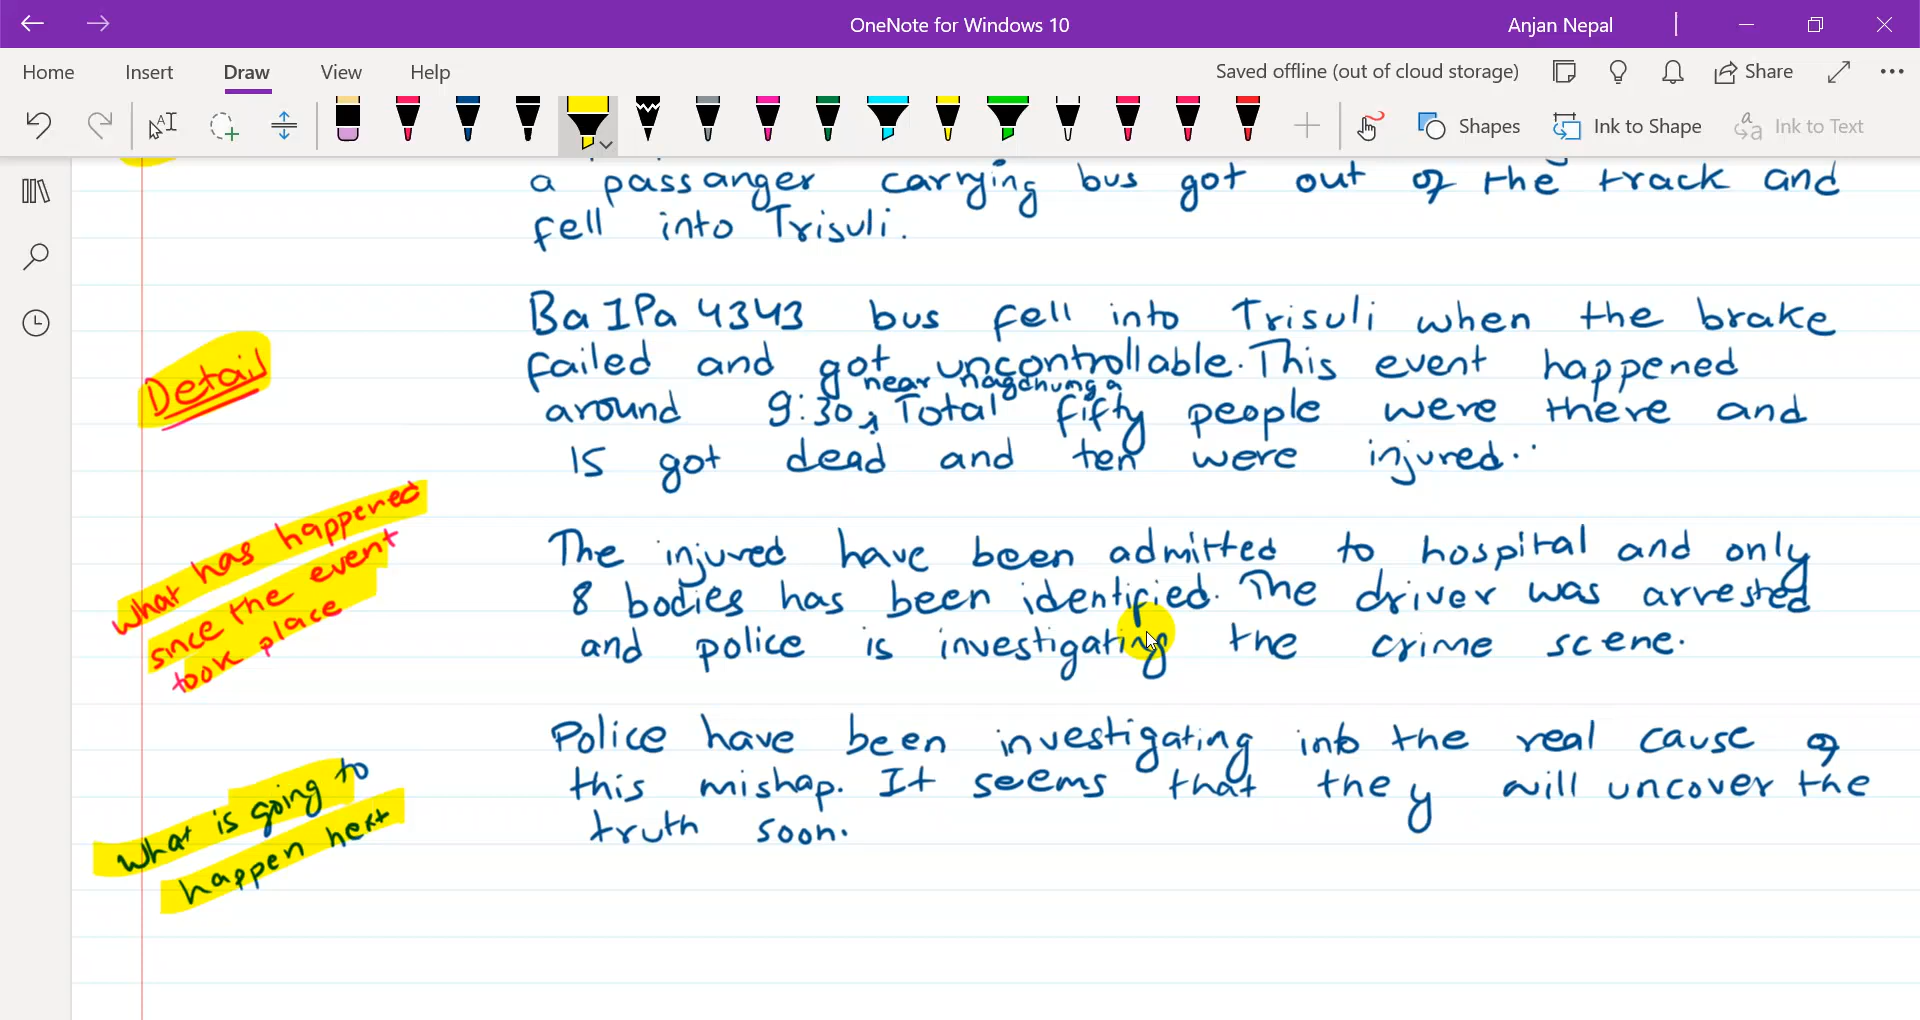 OneNote for Windows 10
Anjan Nepal
Home Insert Draw View Help
Saved offline (out of cloud storage)
Share
Shapes
Ink to Shape
Ink to Text
a passanger carrying bus got out of the track and
fell into Trisuli.
Detail
Ba 1 Pa 4343 bus fell into Trisuli when the brake
failed and got uncontrollable. This event happened
near nagdhunga
around 9:30, Total fifty people were there and
15 got dead and ten were injured..
what has happened
since the event
took place
The injured have been admitted to hospital and only
8 bodies has been identified. The driver was arrested
and police is investigating the crime scene.
what is going to
happen next
Police have been investigating into the real cause of
this mishap. It seems that they will uncover the
truth soon.